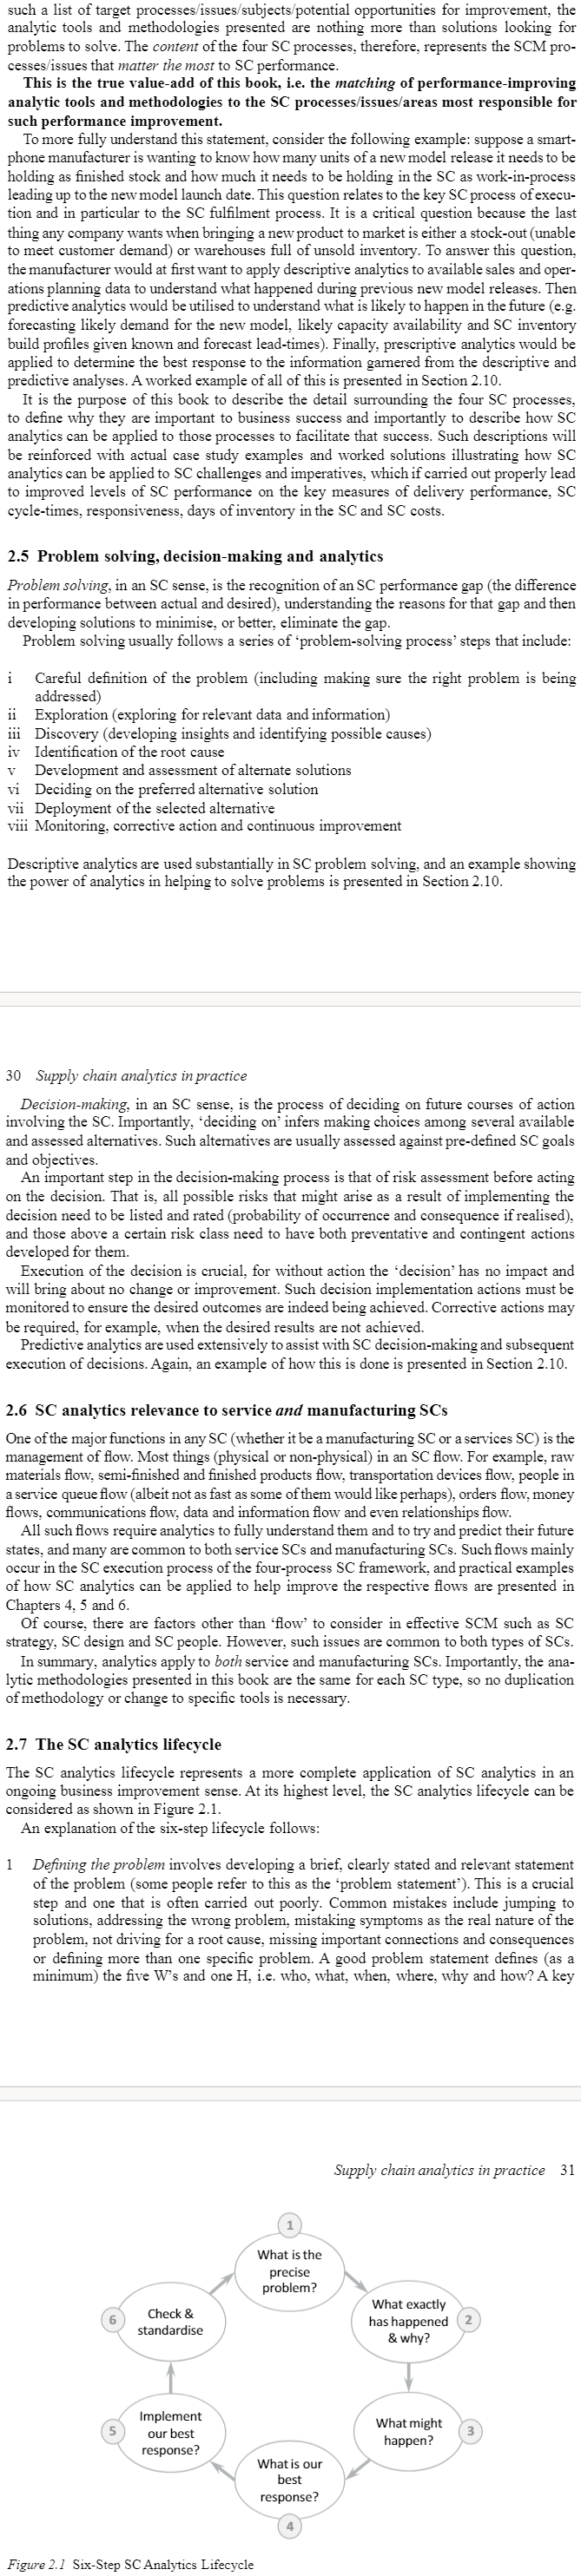 such a list of target processes/issues/subjects/potential opportunities for improvement, the
analytic tools and methodologies presented are nothing more than solutions looking for
problems to solve. The content of the four SC processes, therefore, represents the SCM pro-
cesses/issues that matter the most to SC performance.
This is the true value-add of this book, i.e. the matching of performance-improving
analytic tools and methodologies to the SC processes/issues/areas most responsible for
such performance improvement.
To more fully understand this statement, consider the following example: suppose a smart-
phone manufacturer is wanting to know how many units of a new model release it needs to be
holding as finished stock and how much it needs to be holding in the SC as work-in-process
leading up to the new model launch date. This question relates to the key SC process of execu-
tion and in particular to the SC fulfilment process. It is a critical question because the last
thing any company wants when bringing a new product to market is either a stock-out (unable
to meet customer demand) or warehouses full of unsold inventory. To answer this question,
the manufacturer would at first want to apply descriptive analytics to available sales and oper-
ations planning data to understand what happened during previous new model releases. Then
predictive analytics would be utilised to understand what is likely to happen in the future (e.g.
forecasting likely demand for the new model, likely capacity availability and SC inventory
build profiles given known and forecast lead-times). Finally, prescriptive analytics would be
applied to determine the best response to the information garnered from the descriptive and
predictive analyses. A worked example of all of this is presented in Section 2.10.
It is the purpose of this book to describe the detail surrounding the four SC processes,
to define why they are important to business success and importantly to describe how SC
analytics can be applied to those processes to facilitate that success. Such descriptions will
be reinforced with actual case study examples and worked solutions illustrating how SC
analytics can be applied to SC challenges and imperatives, which if carried out properly lead
to improved levels of SC performance on the key measures of delivery performance, SC
cycle-times, responsiveness, days of inventory in the SC and SC costs.
2.5 Problem solving, decision-making and analytics
Problem solving, in an SC sense, is the recognition of an SC performance gap (the difference
in performance between actual and desired), understanding the reasons for that gap and then
developing solutions to minimise, or better, eliminate the gap.
Problem solving usually follows a series of ‘problem-solving process’ steps that include:
i Careful definition of the problem (including making sure the right problem is being
addressed)
ii Exploration (exploring for relevant data and information)
iii Discovery (developing insights and identifying possible causes)
iv Identification of the root cause
v Development and assessment of alternate solutions
vi Deciding on the preferred alternative solution
vii Deployment of the selected alternative
viii Monitoring, corrective action and continuous improvement
Descriptive analytics are used substantially in SC problem solving, and an example showing
the power of analytics in helping to solve problems is presented in Section 2.10.
30 Supply chain analytics in practice
Decision-making, in an SC sense, is the process of deciding on future courses of action
involving the SC. Importantly, ‘deciding on’ infers making choices among several available
and assessed alternatives. Such alternatives are usually assessed against pre-defined SC goals
and objectives.
An important step in the decision-making process is that of risk assessment before acting
on the decision. That is, all possible risks that might arise as a result of implementing the
decision need to be listed and rated (probability of occurrence and consequence if realised),
and those above a certain risk class need to have both preventative and contingent actions
developed for them.
Execution of the decision is crucial, for without action the ‘decision’ has no impact and
will bring about no change or improvement. Such decision implementation actions must be
monitored to ensure the desired outcomes are indeed being achieved. Corrective actions may
be required, for example, when the desired results are not achieved.
Predictive analytics are used extensively to assist with SC decision-making and subsequent
execution of decisions. Again, an example of how this is done is presented in Section 2.10.
2.6 SC analytics relevance to service and manufacturing SCs
One of the major functions in any SC (whether it be a manufacturing SC or a services SC) is the
management of flow. Most things (physical or non-physical) in an SC flow. For example, raw
materials flow, semi-finished and finished products flow, transportation devices flow, people in
a service queue flow (albeit not as fast as some of them would like perhaps), orders flow, money
flows, communications flow, data and information flow and even relationships flow.
All such flows require analytics to fully understand them and to try and predict their future
states, and many are common to both service SCs and manufacturing SCs. Such flows mainly
occur in the SC execution process of the four-process SC framework, and practical examples
of how SC analytics can be applied to help improve the respective flows are presented in
Chapters 4, 5 and 6.
Of course, there are factors other than ‘flow’ to consider in effective SCM such as SC
strategy, SC design and SC people. However, such issues are common to both types of SCs.
In summary, analytics apply to both service and manufacturing SCs. Importantly, the ana-
lytic methodologies presented in this book are the same for each SC type, so no duplication
of methodology or change to specific tools is necessary.
2.7 The SC analytics lifecycle
The SC analytics lifecycle represents a more complete application of SC analytics in an
ongoing business improvement sense. At its highest level, the SC analytics lifecycle can be
considered as shown in Figure 2.1.
An explanation of the six-step lifecycle follows:
1 Defining the problem involves developing a brief, clearly stated and relevant statement
of the problem (some people refer to this as the ‘problem statement’). This is a crucial
step and one that is often carried out poorly. Common mistakes include jumping to
solutions, addressing the wrong problem, mistaking symptoms as the real nature of the
problem, not driving for a root cause, missing important connections and consequences
or defining more than one specific problem. A good problem statement defines (as a
minimum) the five W’s and one H, i.e. who, what, when, where, why and how? A key
Supply chain analytics in practice 31
1
What is the
precise
problem?
What exactly
has happened
& why?
2
What might
happen?
3
What is our
best
response?
4
Implement
our best
response?
5
Check &
standardise
6
Figure 2.1 Six-Step SC Analytics Lifecycle